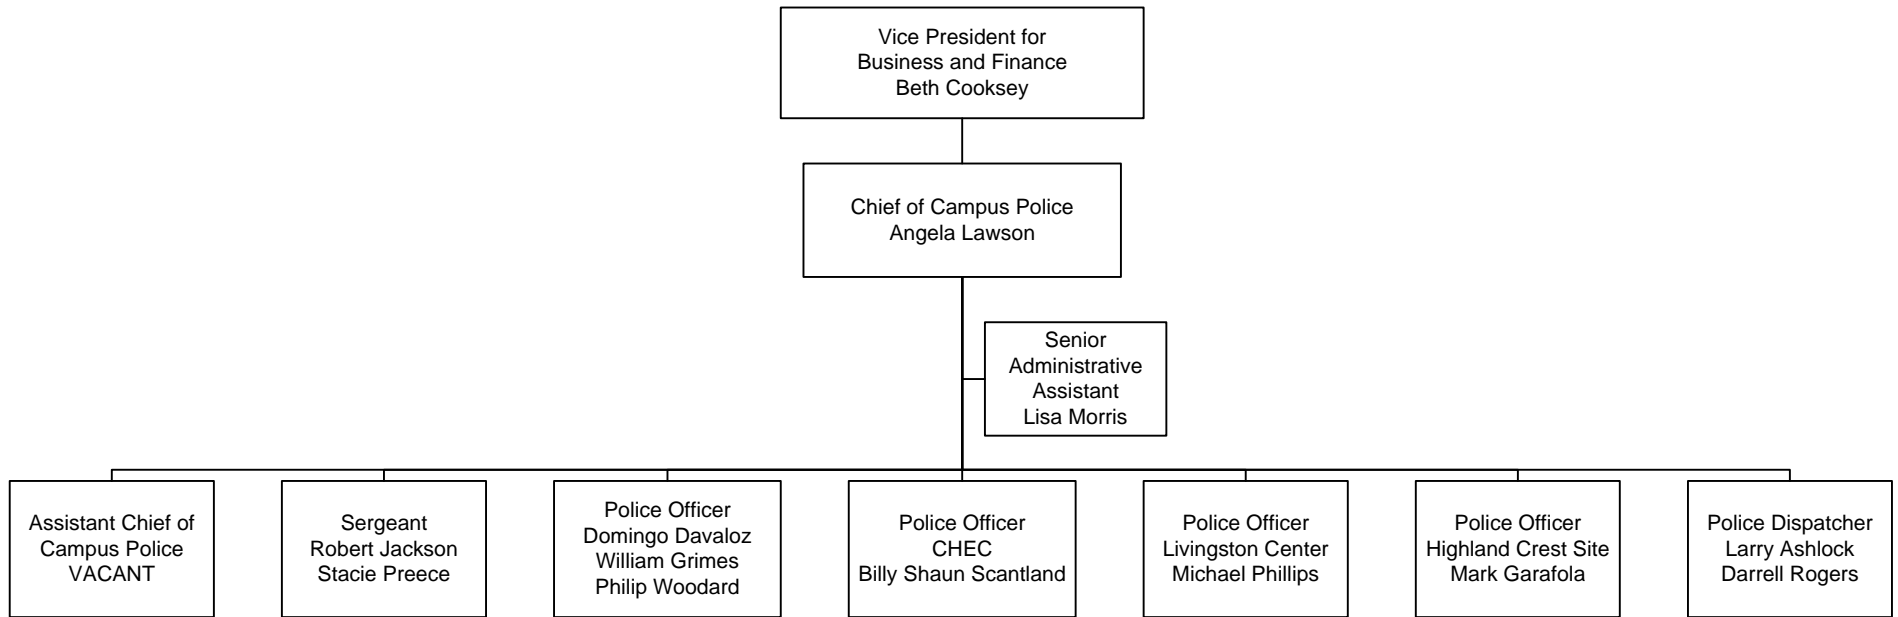 Vice President for
Business and Finance
Beth Cooksey
Chief of Campus Police
Angela Lawson
Senior
Administrative
Assistant
Lisa Morris
Assistant Chief of
Campus Police
VACANT
Sergeant
Robert Jackson
Stacie Preece
Police Officer
Domingo Davaloz
William Grimes
Philip Woodard
Police Officer
CHEC
Billy Shaun Scantland
Police Officer
Livingston Center
Michael Phillips
Police Officer
Highland Crest Site
Mark Garafola
Police Dispatcher
Larry Ashlock
Darrell Rogers